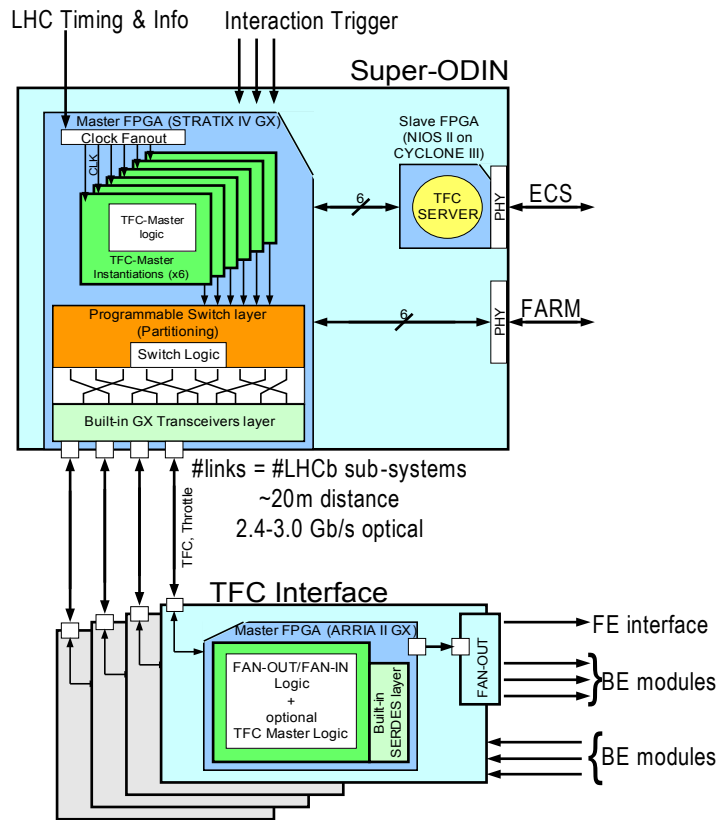 LHC Timing & Info
Interaction Trigger
Super-ODIN
Master FPGA (STRATIX IV GX)
Clock Fanout
CLK
TFC-Master
logic
TFC-Master
Instantiations (x6)
Slave FPGA
(NIOS II on
CYCLONE III)
6
TFC
SERVER
PHY
ECS
Programmable Switch layer
(Partitioning)
Switch Logic
6
PHY
FARM
Built-in GX Transceivers layer
#links = #LHCb sub-systems
~20m distance
2.4-3.0 Gb/s optical
TFC, Throttle
TFC Interface
Master FPGA (ARRIA II GX)
FAN-OUT/FAN-IN
Logic
+
optional
TFC Master Logic
Built-in
SERDES layer
FAN-OUT
FE interface
BE modules
BE modules